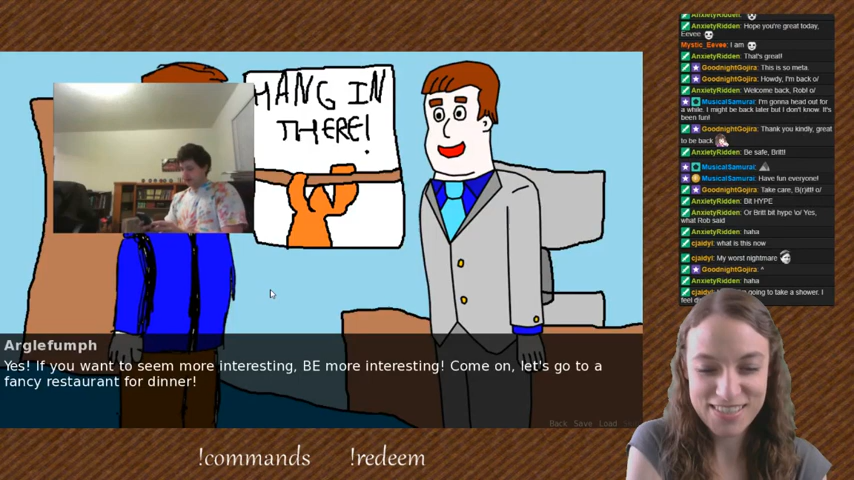 HANG IN
THERE!
Arglefumph
Yes! If you want to seem more interesting, BE more interesting! Come on, let's go to a
fancy restaurant for dinner!
Back Save Load
!commands !redeem
AnxietyRidden:
AnxietyRidden: Hope you're great today,
Eevee
Mystic_Eevee: I am
AnxietyRidden: That's great!
GoodnightGojira: This is so meta.
GoodnightGojira: Howdy, I'm back o/
AnxietyRidden: Welcome back, Rob! o/
MusicalSamurai: I'm gonna head out for
a while. I might be back later but I don't know. It's
been fun!
GoodnightGojira: Thank you kindly, great
to be back
AnxietyRidden: Be safe, Britt!
MusicalSamurai:
MusicalSamurai: Have fun everyone!
GoodnightGojira: Take care, B(r)itt! o/
AnxietyRidden: Bit HYPE
AnxietyRidden: Or Britt bit hype \o/ Yes,
what Rob said
AnxietyRidden: haha
cjaidyl: what is this now
cjaidyl: My worst nightmare
GoodnightGojira: ^
AnxietyRidden: haha
cjaidyl: going to take a shower. I
feel